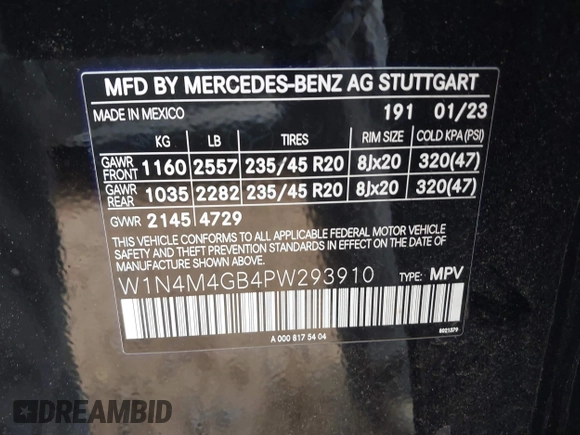 MFD BY MERCEDES-BENZ AG STUTTGART
MADE IN MEXICO 191 01/23
KG LB TIRES RIM SIZE COLD KPA(PSI)
GAWR FRONT 1160 2557 235/45 R20 8Jx20 320(47)
GAWR REAR 1035 2282 235/45 R20 8Jx20 320(47)
GVWR 2145 4729
THIS VEHICLE CONFORMS TO ALL APPLICABLE FEDERAL MOTOR VEHICLE
SAFETY AND THEFT PREVENTION STANDARDS IN EFFECT ON THE DATE OF
MANUFACTURE SHOWN ABOVE.
W1N4M4GB4PW293910 TYPE: MPV
A 000 817 54 04
DREAMBID